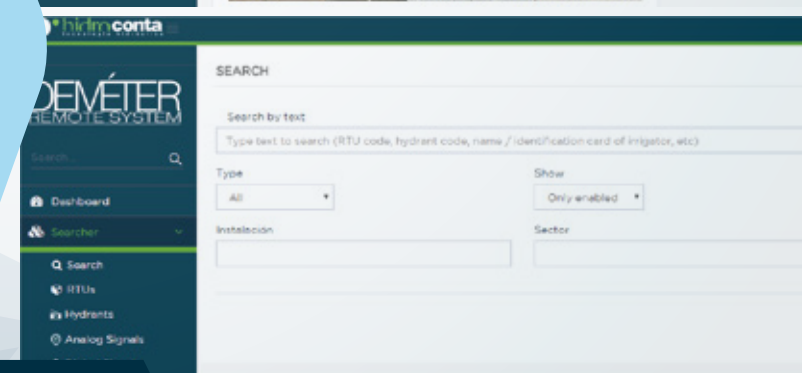 hidroconta
DEMÉTER
REMOTE SYSTEM
Search...
Dashboard
Searcher
Search
RTUs
Hydrants
Analog Signals
SEARCH
Search by text
Type text to search (RTU code, hydrant code, name / identification card of irrigator, etc)
Type
Show
All
Only enabled
Instalación
Sector